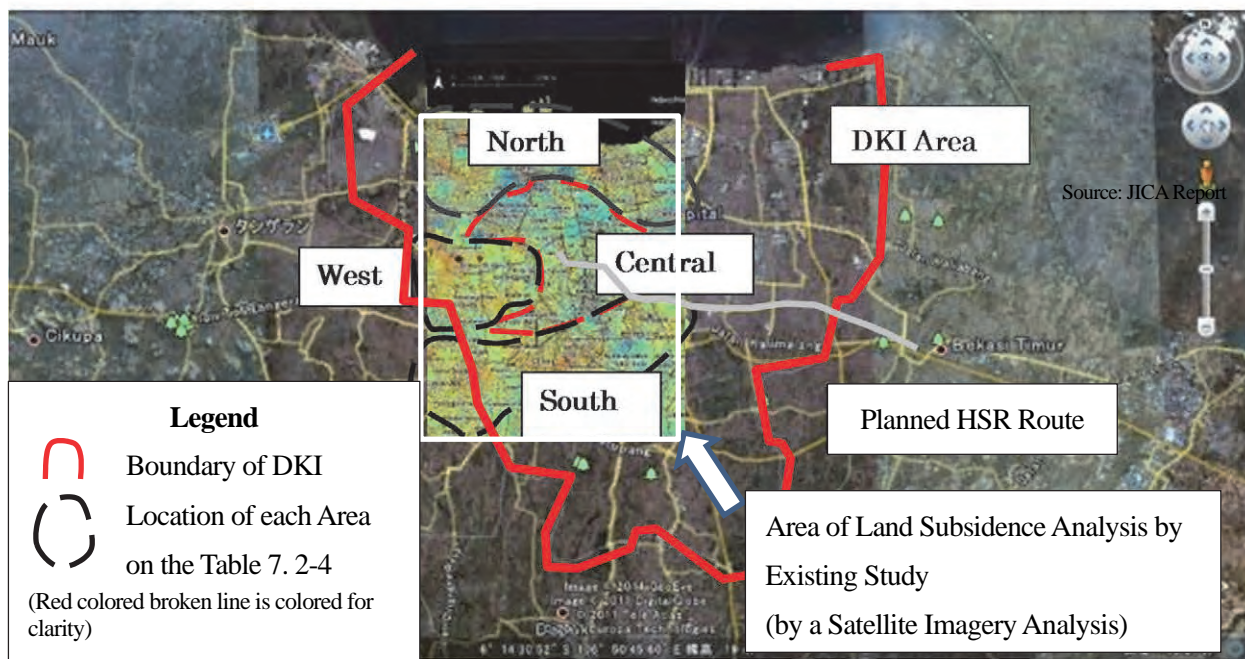 Mauk
North
DKI Area
Source: JICA Report
タンザラン
West
Central
Cikupa
Bekasi Timur
South
Planned HSR Route
Legend
Boundary of DKI
Location of each Area
on the Table 7. 2-4
(Red colored broken line is colored for
clarity)
Area of Land Subsidence Analysis by
Existing Study
(by a Satellite Imagery Analysis)